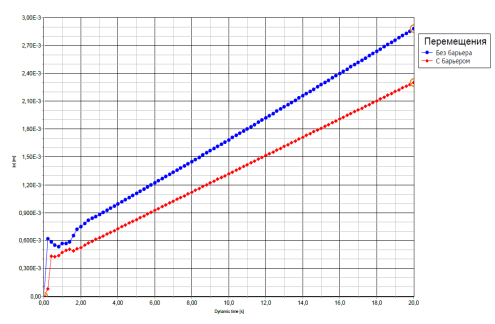 3,00E-3
2,70E-3
2,40E-3
2,10E-3
1,80E-3
1,50E-3
1,20E-3
0,900E-3
0,600E-3
0,300E-3
0,00
0,0
2,00
4,00
6,00
8,00
10,0
12,0
14,0
16,0
18,0
20,0
Dynamic time [s]
Перемещения
Без барьера
С барьером